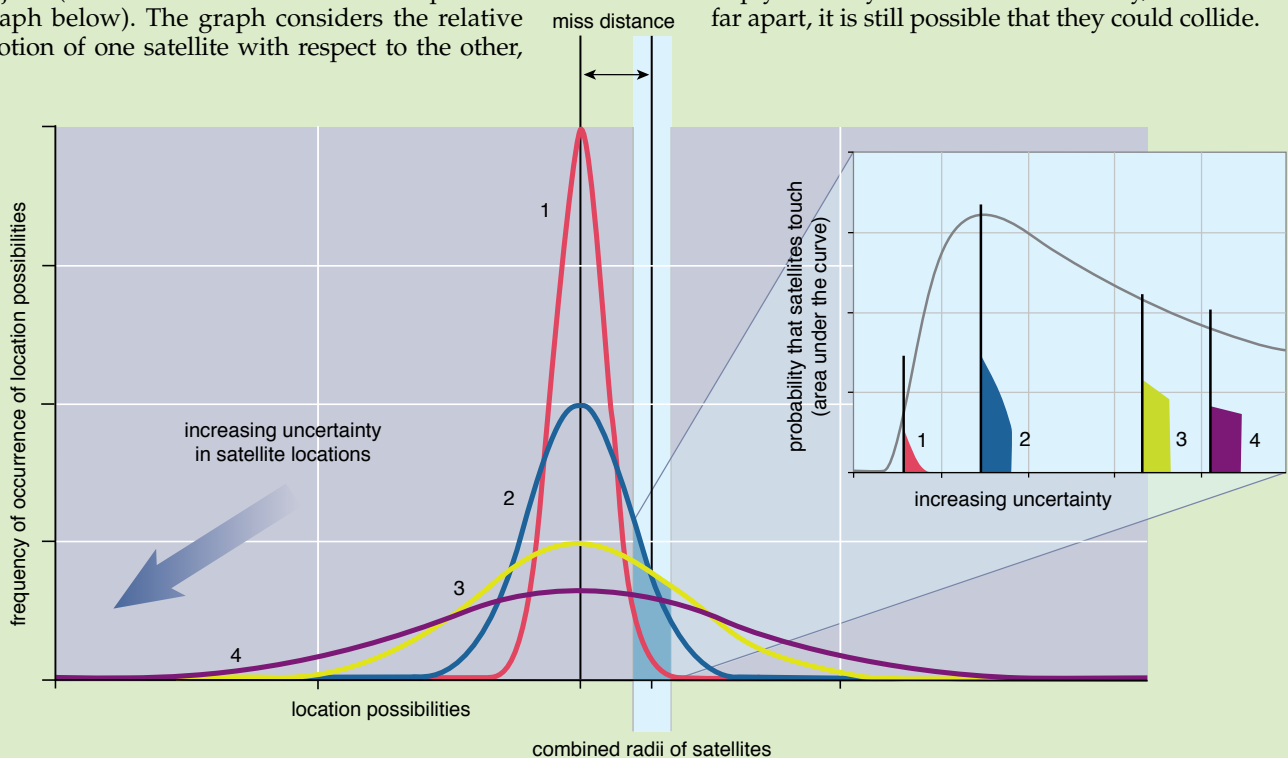 aph below). The graph considers the relative
otion of one satellite with respect to the other,
far apart, it is still possible that they could collide.
miss distance
frequency of occurrence of location possibilities
increasing uncertainty
in satellite locations
1
2
3
4
location possibilities
combined radii of satellites
probability that satellites touch
(area under the curve)
1
2
3
4
increasing uncertainty